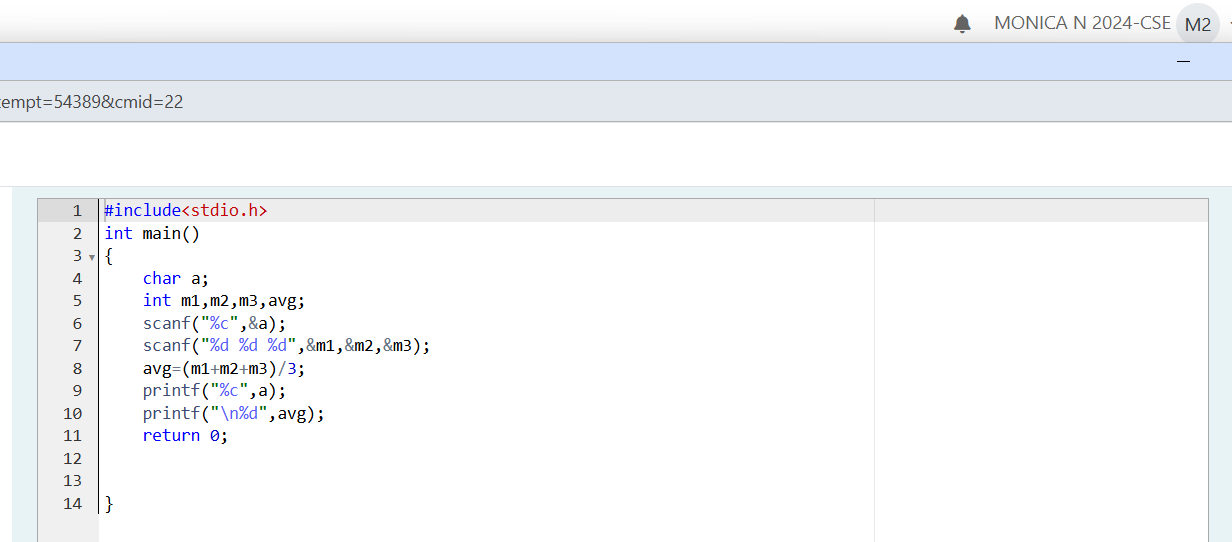 MONICA N 2024-CSE M2
empt=54389&cmid=22
1 #include<stdio.h>
2 int main()
3 {
4 char a;
5 int m1,m2,m3,avg;
6 scanf("%c",&a);
7 scanf("%d %d %d",&m1,&m2,&m3);
8 avg=(m1+m2+m3)/3;
9 printf("%c",a);
10 printf("\n%d",avg);
11 return 0;
12
13
14 }